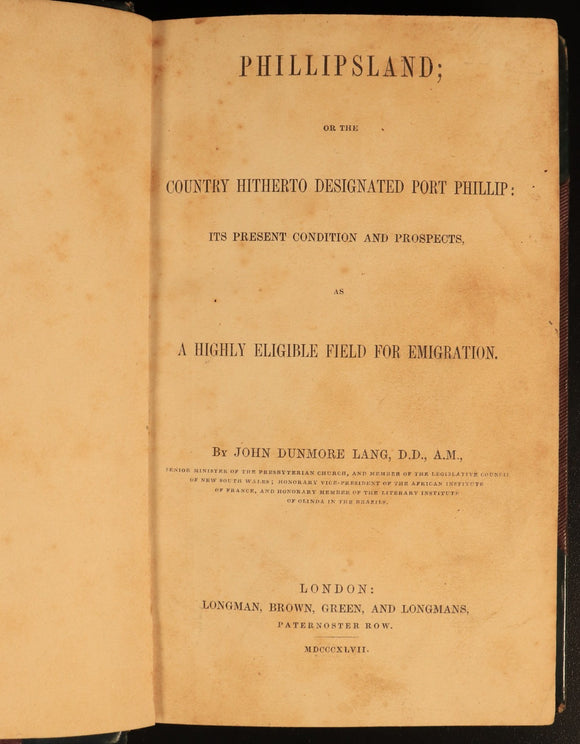 PHILLIPSLAND;
OR THE
COUNTRY HITHERTO DESIGNATED PORT PHILLIP:
ITS PRESENT CONDITION AND PROSPECTS,
AS
A HIGHLY ELIGIBLE FIELD FOR EMIGRATION.
BY JOHN DUNMORE LANG, D.D., A.M.,
SENIOR MINISTER OF THE PRESBYTERIAN CHURCH, AND MEMBER OF THE LEGISLATIVE COUNCIL
OF NEW SOUTH WALES; HONORARY VICE-PRESIDENT OF THE AFRICAN INSTITUTE
OF FRANCE, AND HONORARY MEMBER OF THE LITERARY INSTITUTE
OF OLINDA IN THE BRAZILS.
LONDON:
LONGMAN, BROWN, GREEN, AND LONGMANS,
PATERNOSTER ROW.
MDCCCXLVII.